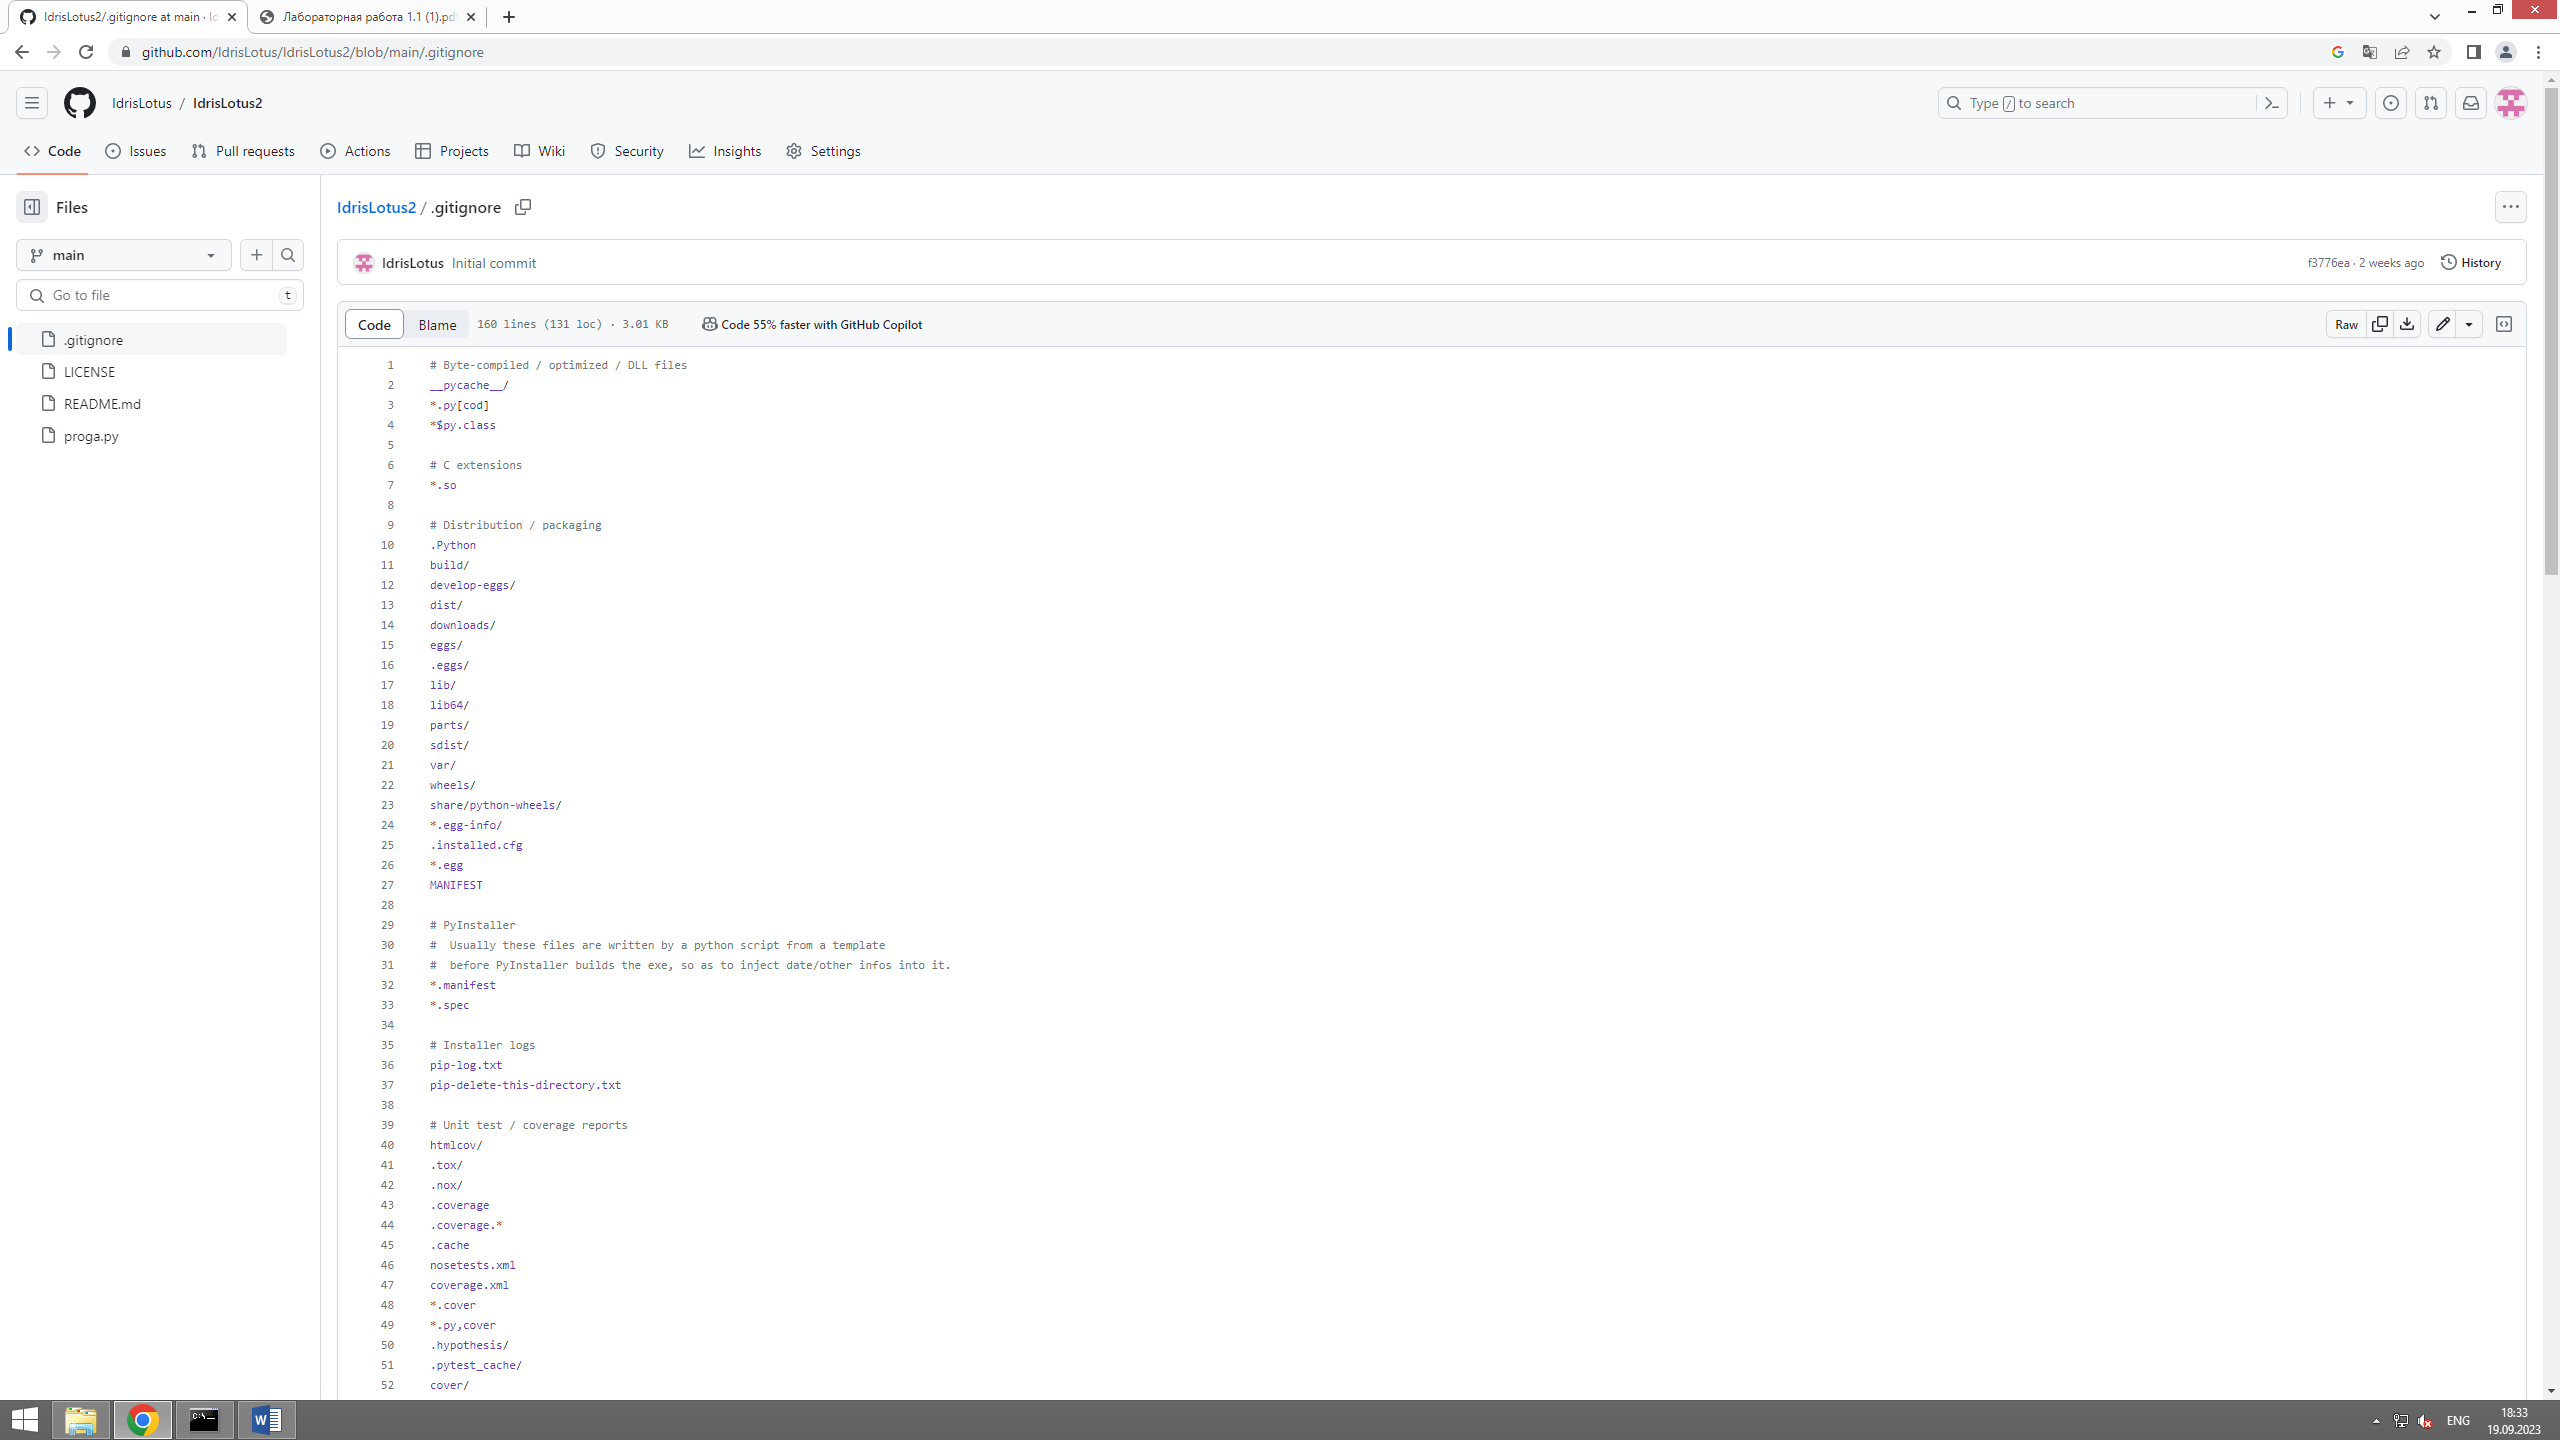 IdrisLotus2/.gitignore at main · Id
Лабораторная работа 1.1 (1).pd
github.com/IdrisLotus/IdrisLotus2/blob/main/.gitignore
IdrisLotus / IdrisLotus2
Type / to search
Code
Issues
Pull requests
Actions
Projects
Wiki
Security
Insights
Settings
Files
IdrisLotus2 / .gitignore
main
IdrisLotus Initial commit
f3776ea · 2 weeks ago
History
Go to file
t
.gitignore
LICENSE
README.md
proga.py
Code
Blame
160 lines (131 loc) · 3.01 KB
Code 55% faster with GitHub Copilot
Raw
1 # Byte-compiled / optimized / DLL files
2 __pycache__/
3 *.py[cod]
4 *$py.class
5
6 # C extensions
7 *.so
8
9 # Distribution / packaging
10 .Python
11 build/
12 develop-eggs/
13 dist/
14 downloads/
15 eggs/
16 .eggs/
17 lib/
18 lib64/
19 parts/
20 sdist/
21 var/
22 wheels/
23 share/python-wheels/
24 *.egg-info/
25 .installed.cfg
26 *.egg
27 MANIFEST
28
29 # PyInstaller
30 #  Usually these files are written by a python script from a template
31 #  before PyInstaller builds the exe, so as to inject date/other infos into it.
32 *.manifest
33 *.spec
34
35 # Installer logs
36 pip-log.txt
37 pip-delete-this-directory.txt
38
39 # Unit test / coverage reports
40 htmlcov/
41 .tox/
42 .nox/
43 .coverage
44 .coverage.*
45 .cache
46 nosetests.xml
47 coverage.xml
48 *.cover
49 *.py,cover
50 .hypothesis/
51 .pytest_cache/
52 cover/
ENG
18:33
19.09.2023